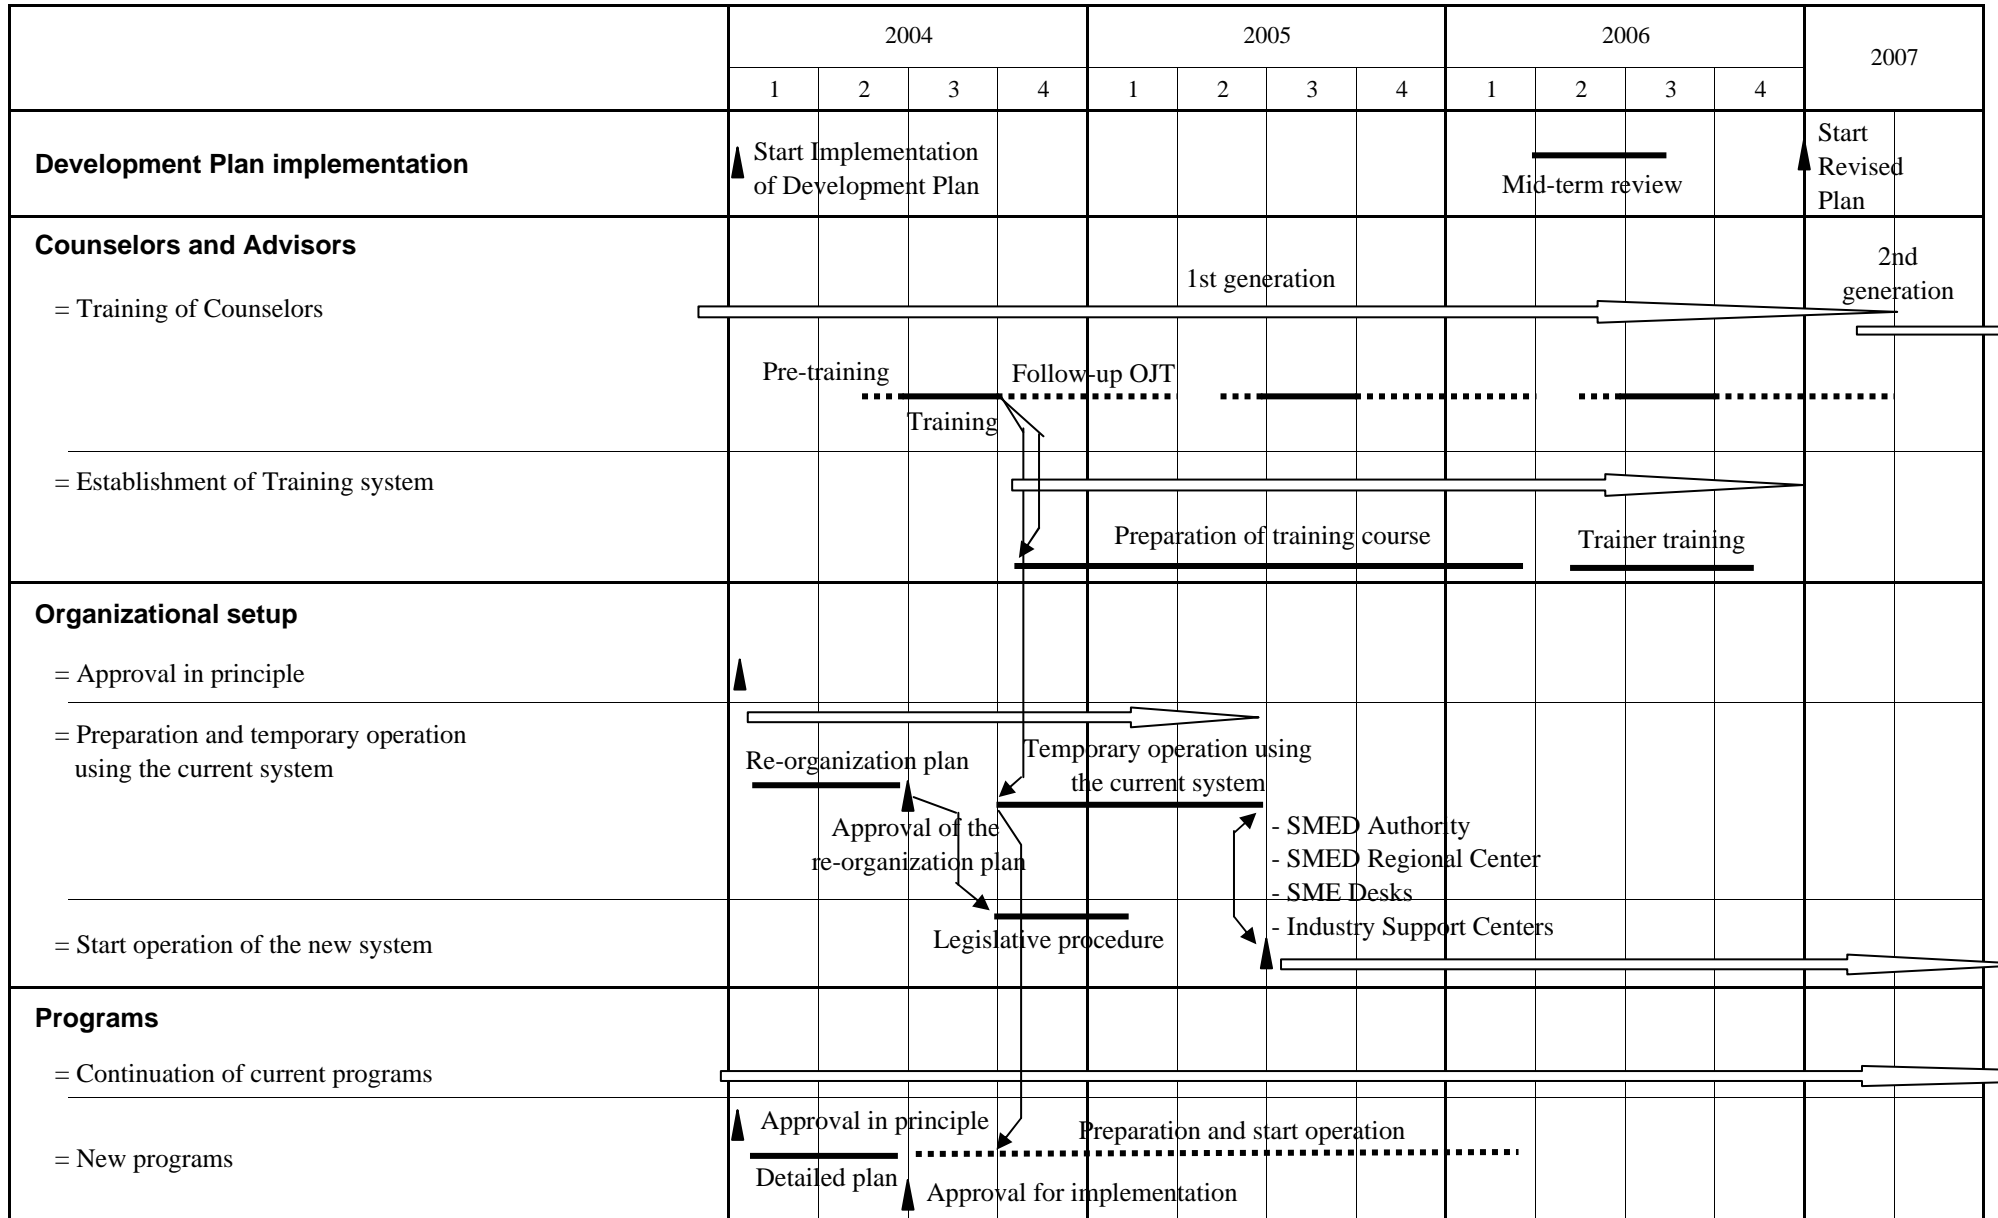 2004
2005
2006
2007
1 2 3 4 1 2 3 4 1 2 3 4
Development Plan implementation
Start Implementation
of Development Plan
Mid-term review
Start
Revised
Plan
Counselors and Advisors
1st generation
2nd
generation
= Training of Counselors
Pre-training
Follow-up OJT
Training
= Establishment of Training system
Preparation of training course
Trainer training
Organizational setup
= Approval in principle
= Preparation and temporary operation
using the current system
Re-organization plan
Temporary operation using
the current system
Approval of the
re-organization plan
- SMED Authority
- SMED Regional Center
- SME Desks
- Industry Support Centers
Legislative procedure
= Start operation of the new system
Programs
= Continuation of current programs
Approval in principle
Preparation and start operation
= New programs
Detailed plan
Approval for implementation